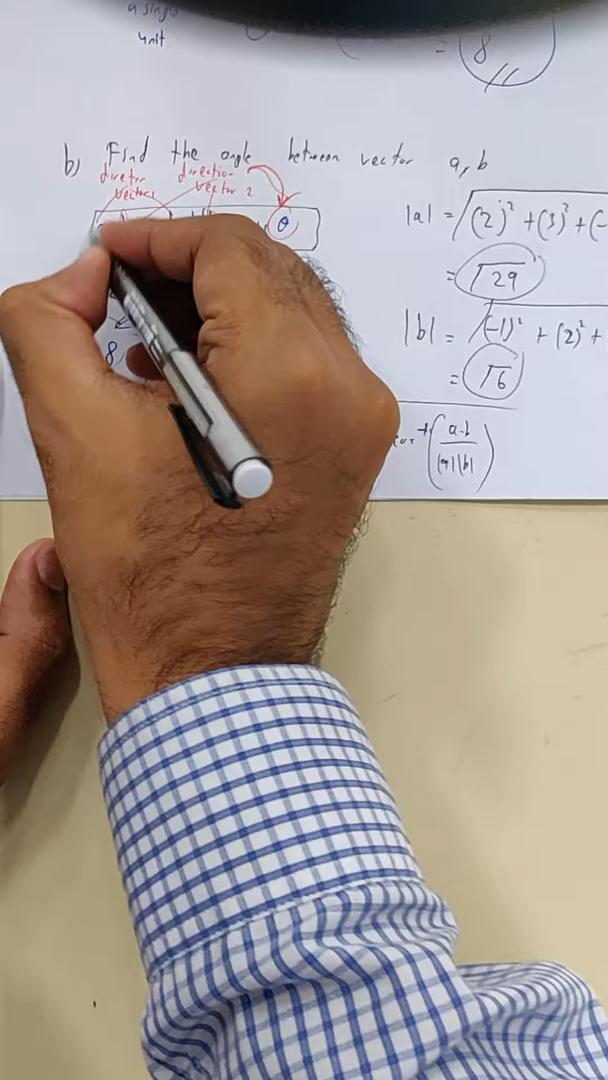 a single
unit
= 8
b) Find the angle between vector a, b
direction direction
vector 1 vector 2
θ
|a| = √(2)² + (3)² + (-
= √29
|b| = √(-1)² + (2)² +
= √6
8
(a·b / |a||b|)